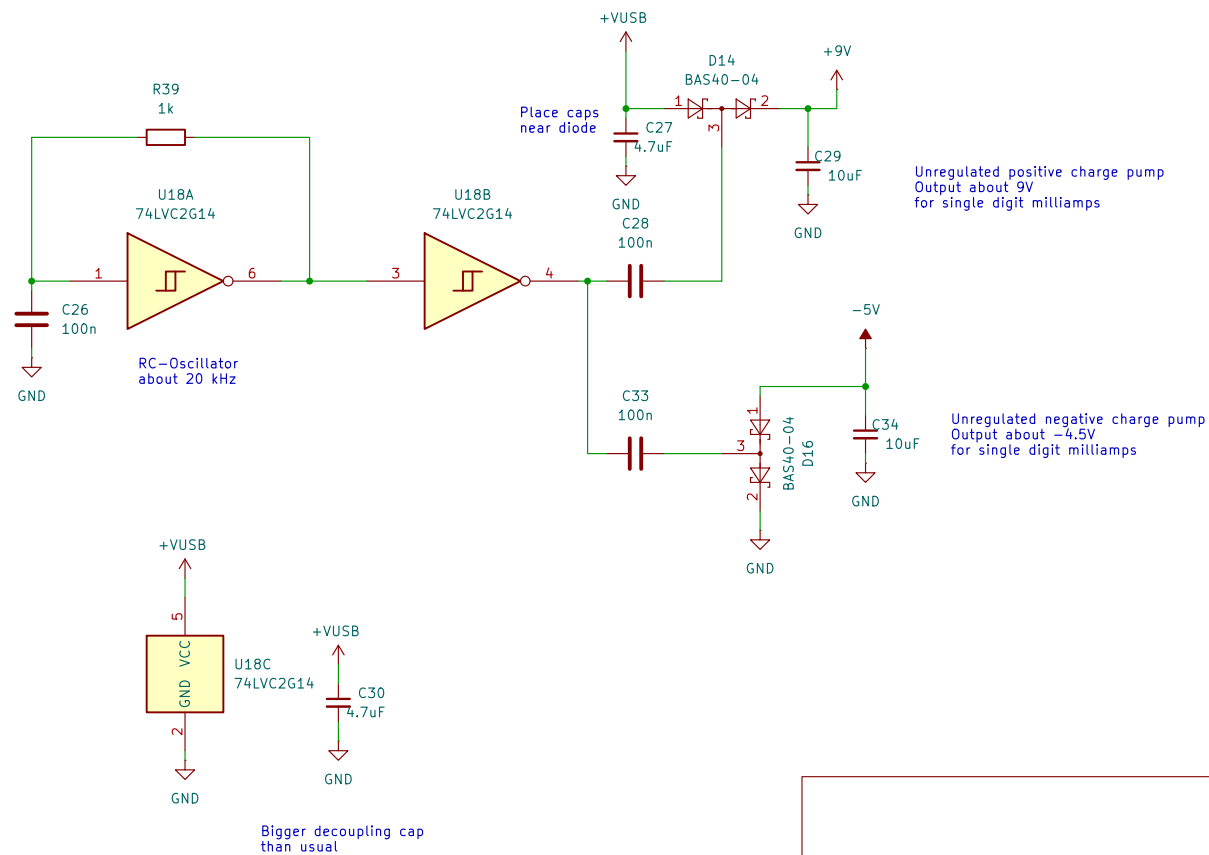 +VUSB
+9V
D14
BAS40-04
R39
1k
1
2
3
Place caps
near diode
C27
4.7uF
C29
10uF
Unregulated positive charge pump
Output about 9V
for single digit milliamps
GND
GND
U18A
74LVC2G14
U18B
74LVC2G14
C28
100n
1
6
3
4
C26
100n
GND
RC-Oscillator
about 20 kHz
-5V
C33
100n
1
3
2
BAS40-04
D16
C34
10uF
Unregulated negative charge pump
Output about -4.5V
for single digit milliamps
GND
GND
+VUSB
5
VCC
GND
U18C
74LVC2G14
2
GND
+VUSB
C30
4.7uF
GND
Bigger decoupling cap
than usual